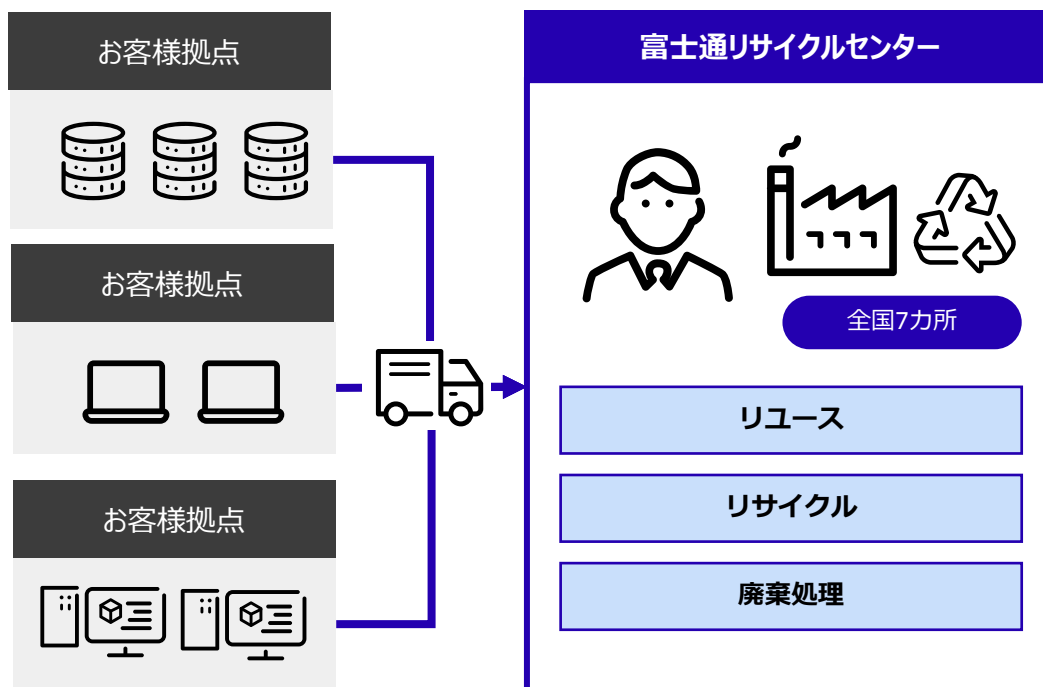 お客様拠点
お客様拠点
お客様拠点
富士通リサイクルセンター
全国7カ所
リユース
リサイクル
廃棄処理